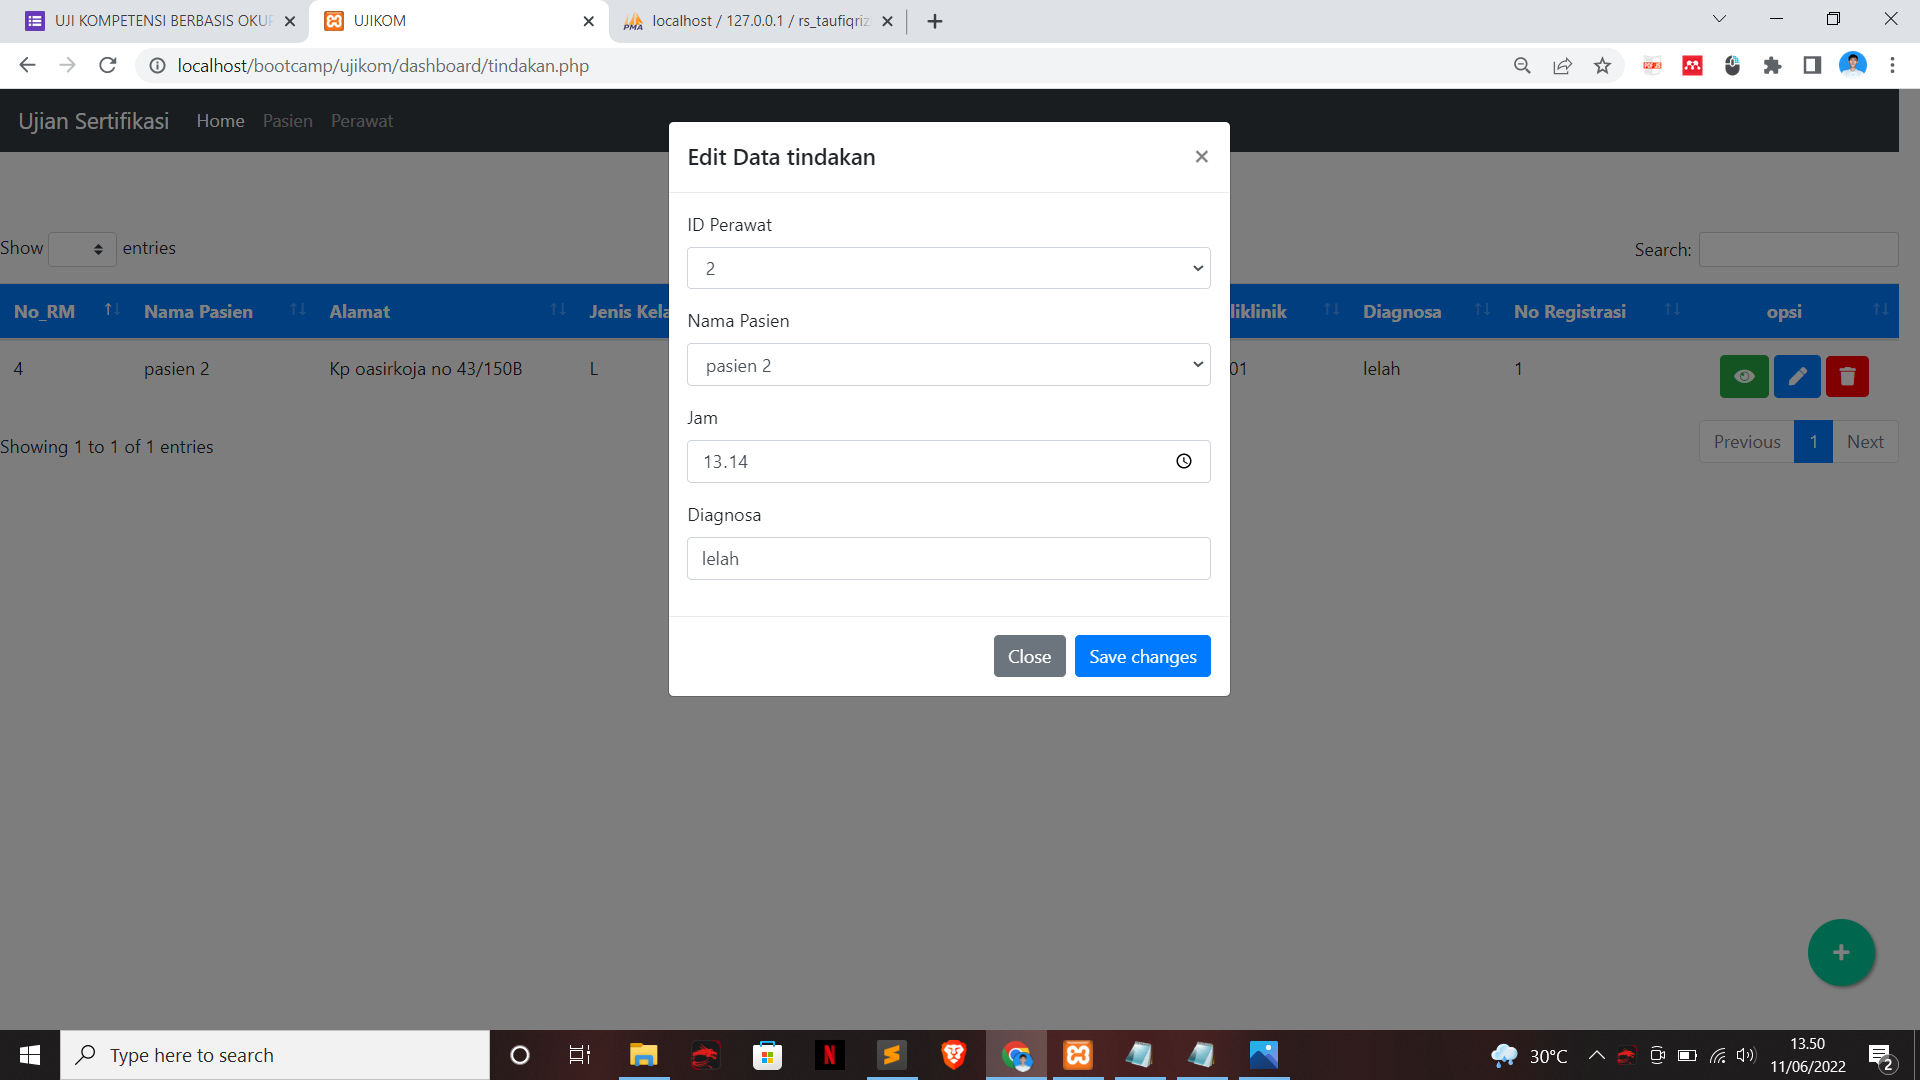 UJI KOMPETENSI BERBASIS OKUP
UJIKOM
localhost / 127.0.0.1 / rs_taufiqriz
localhost/bootcamp/ujikom/dashboard/tindakan.php
Ujian Sertifikasi Home Pasien Perawat
Edit Data tindakan ×
ID Perawat
2
Nama Pasien
pasien 2
Jam
13.14
Diagnosa
lelah
Close Save changes
Show entries
Search:
No_RM Nama Pasien Alamat Jenis Kela liklinik Diagnosa No Registrasi opsi
4 pasien 2 Kp oasirkoja no 43/150B L 01 lelah 1
Showing 1 to 1 of 1 entries
Previous 1 Next
+
Type here to search
30°C
13.50
11/06/2022
2